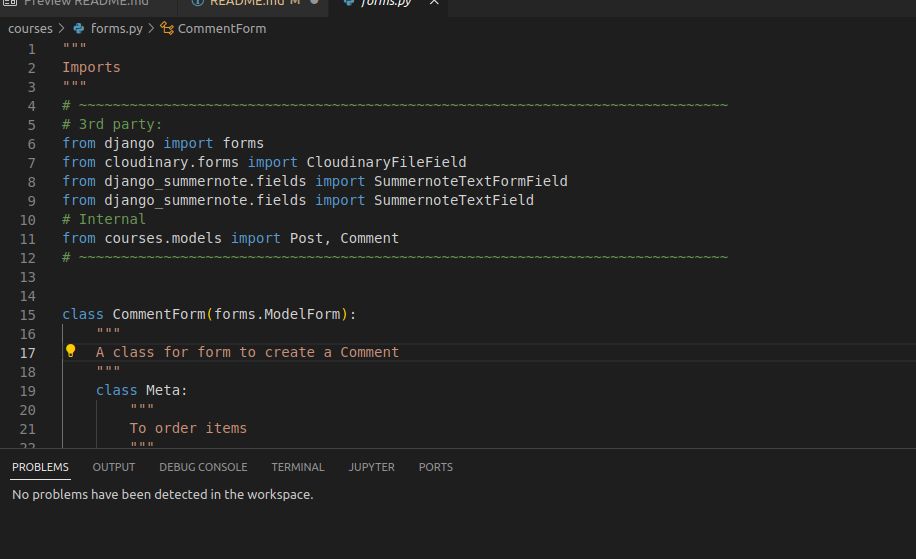 Preview README.md README.md M forms.py
courses > forms.py > CommentForm
1 """
2 Imports
3 """
4 # ~~~~~~~~~~~~~~~~~~~~~~~~~~~~~~~~~~~~~~~~~~~~~~~~~~~~~~~~~~~~~~~~~~~~~~~~~~~~~
5 # 3rd party:
6 from django import forms
7 from cloudinary.forms import CloudinaryFileField
8 from django_summernote.fields import SummernoteTextFormField
9 from django_summernote.fields import SummernoteTextField
10 # Internal
11 from courses.models import Post, Comment
12 # ~~~~~~~~~~~~~~~~~~~~~~~~~~~~~~~~~~~~~~~~~~~~~~~~~~~~~~~~~~~~~~~~~~~~~~~~~~~~~
13
14
15 class CommentForm(forms.ModelForm):
16 """
17 A class for form to create a Comment
18 """
19 class Meta:
20 """
21 To order items
22 """
PROBLEMS OUTPUT DEBUG CONSOLE TERMINAL JUPYTER PORTS
No problems have been detected in the workspace.